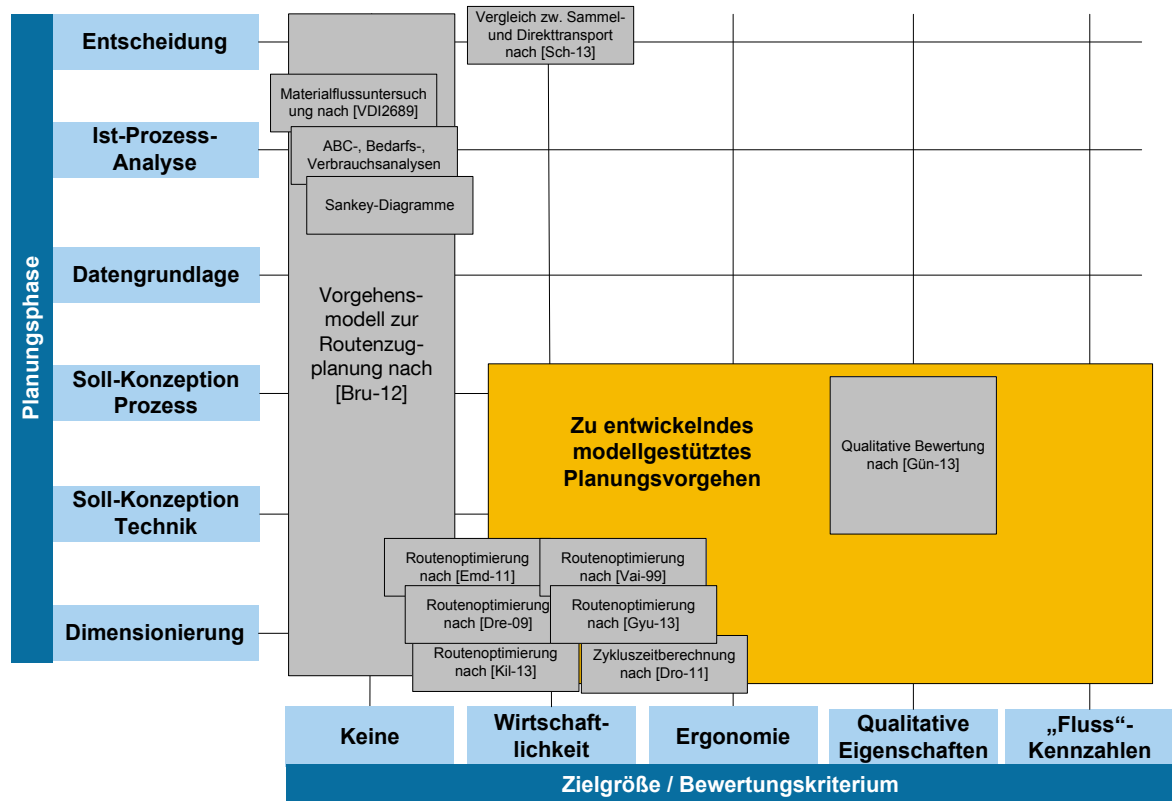 Planungsphase
Entscheidung
Ist-Prozess-
Analyse
Datengrundlage
Soll-Konzeption
Prozess
Soll-Konzeption
Technik
Dimensionierung
Vergleich zw. Sammel-
und Direkttransport
nach [Sch-13]
Materialflussuntersuch
ung nach [VDI2689]
ABC-, Bedarfs-,
Verbrauchsanalysen
Sankey-Diagramme
Vorgehens-
modell zur
Routenzug-
planung nach
[Bru-12]
Zu entwickelndes
modellgestütztes
Planungsvorgehen
Qualitative Bewertung
nach [Gün-13]
Routenoptimierung
nach [Emd-11]
Routenoptimierung
nach [Vai-99]
Routenoptimierung
nach [Dre-09]
Routenoptimierung
nach [Gyu-13]
Routenoptimierung
nach [Kil-13]
Zykluszeitberechnung
nach [Dro-11]
Keine
Wirtschaft-
lichkeit
Ergonomie
Qualitative
Eigenschaften
„Fluss“-
Kennzahlen
Zielgröße / Bewertungskriterium